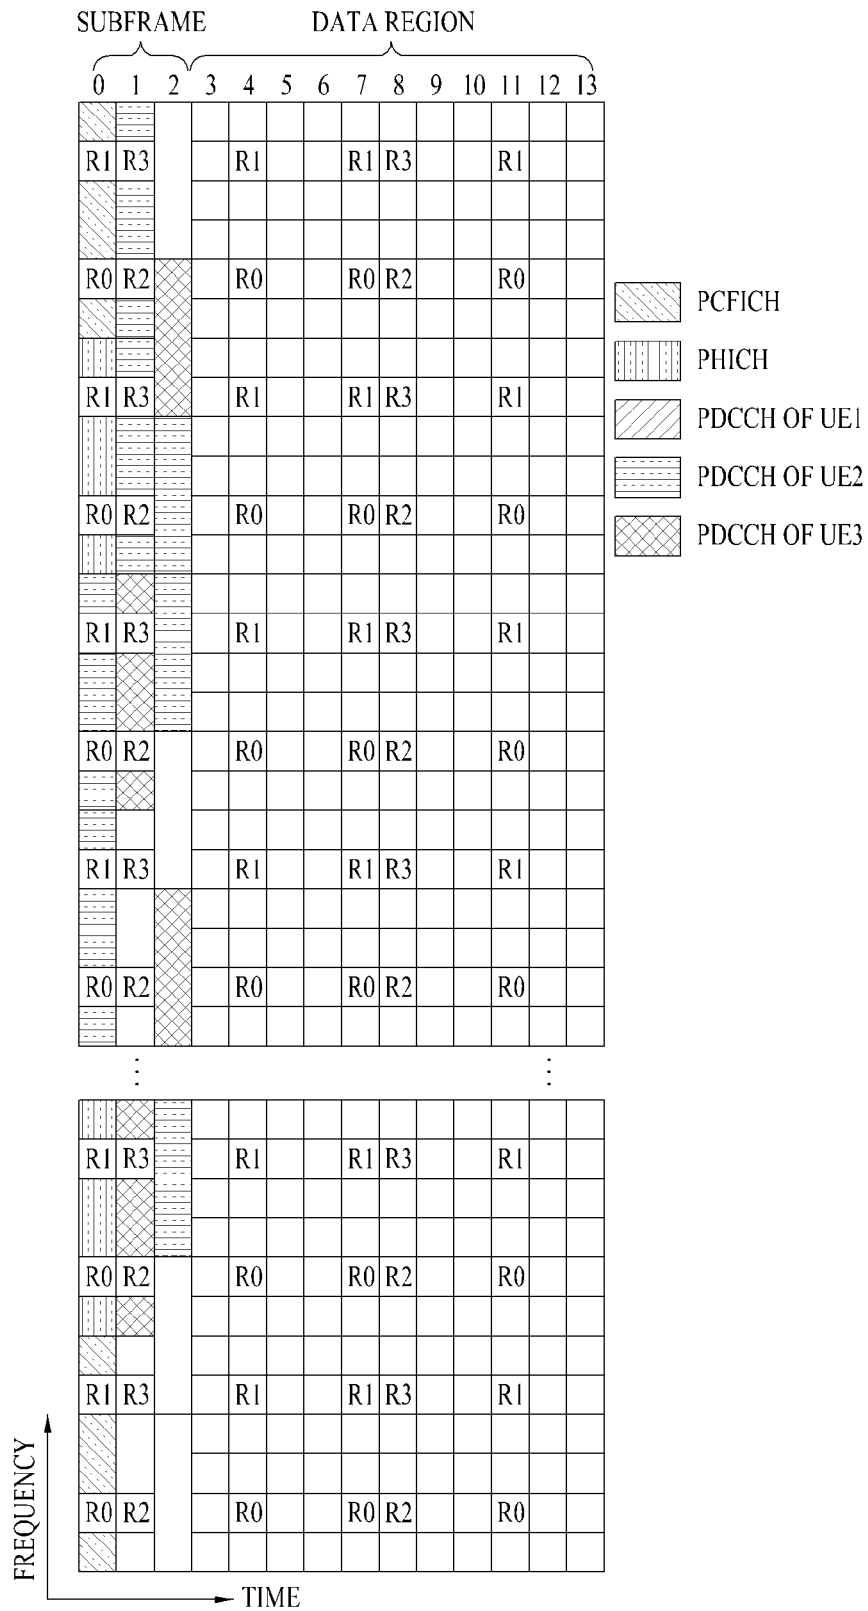 SUBFRAME DATA REGION
0 1 2 3 4 5 6 7 8 9 10 11 12 13
R1 R3 R1 R1 R3 R1
R0 R2 R0 R0 R2 R0
PCFICH
PHICH
R1 R3 R1 R1 R3 R1
PDCCH OF UE1
PDCCH OF UE2
R0 R2 R0 R0 R2 R0
PDCCH OF UE3
R1 R3 R1 R1 R3 R1
R0 R2 R0 R0 R2 R0
R1 R3 R1 R1 R3 R1
R0 R2 R0 R0 R2 R0
R1 R3 R1 R1 R3 R1
R0 R2 R0 R0 R2 R0
R1 R3 R1 R1 R3 R1
R0 R2 R0 R0 R2 R0
FREQUENCY
TIME